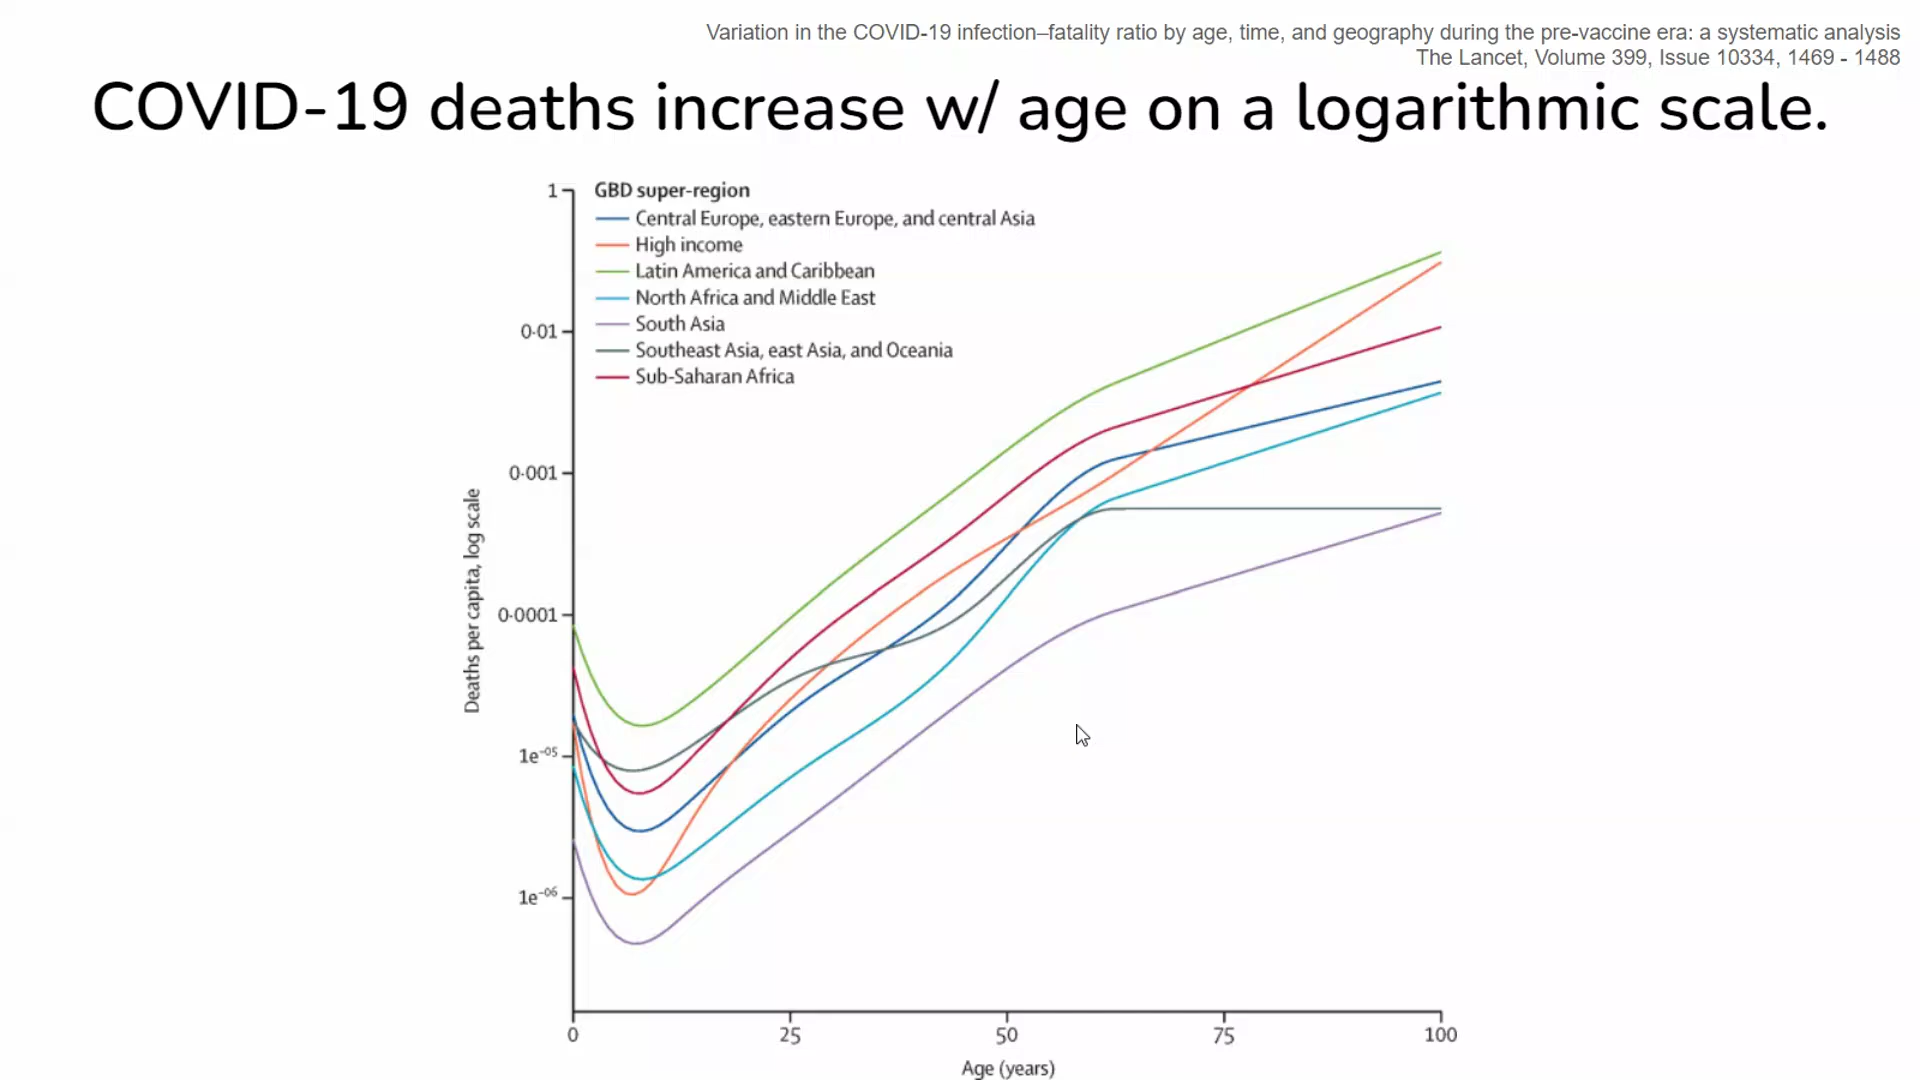 Variation in the COVID-19 infection–fatality ratio by age, time, and geography during the pre-vaccine era: a systematic analysis
The Lancet, Volume 399, Issue 10334, 1469 - 1488
COVID-19 deaths increase w/ age on a logarithmic scale.
GBD super-region
Central Europe, eastern Europe, and central Asia
High income
Latin America and Caribbean
North Africa and Middle East
South Asia
Southeast Asia, east Asia, and Oceania
Sub-Saharan Africa
Deaths per capita, log scale
1
0·01
0·001
0·0001
1e⁻⁰⁵
1e⁻⁰⁶
0 25 50 75 100
Age (years)